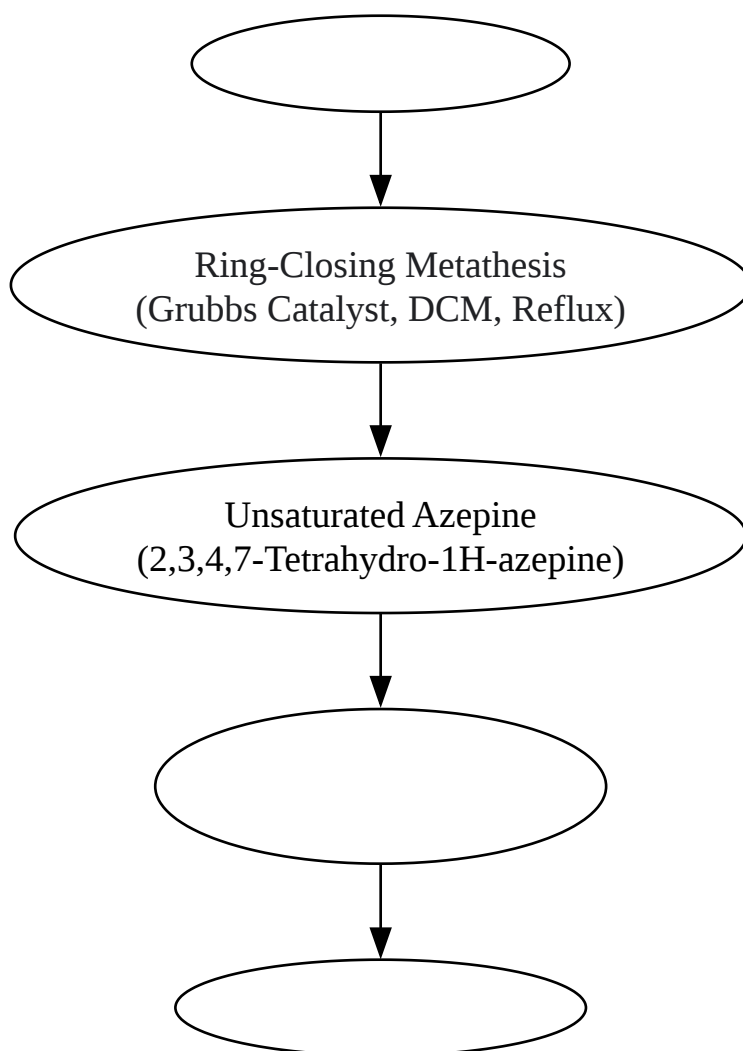 Ring-Closing Metathesis
(Grubbs Catalyst, DCM, Reflux)
Unsaturated Azepine
(2,3,4,7-Tetrahydro-1H-azepine)